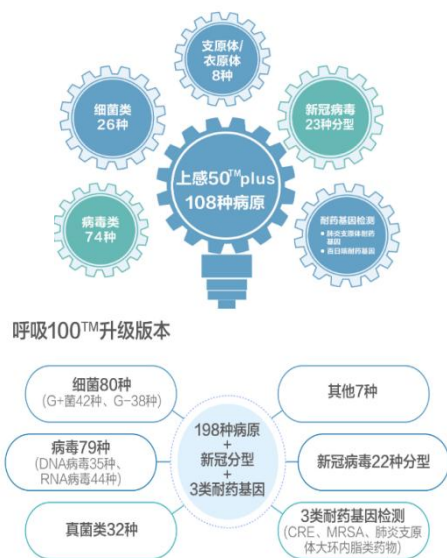 支原体/
衣原体
8种
细菌类
26种
新冠病毒
23种分型
上感50™plus
108种病原
病毒类
74种
耐药基因检测
• 肺炎支原体耐药
基因
• 百日咳耐药基因
呼吸100™升级版本
细菌80种
(G+菌42种、G-38种)
其他7种
198种病原
+
新冠分型
+
3类耐药基因
病毒79种
(DNA病毒35种、
RNA病毒44种)
新冠病毒22种分型
真菌类32种
3类耐药基因检测
(CRE、MRSA、肺炎支原
体大环内脂类药物)